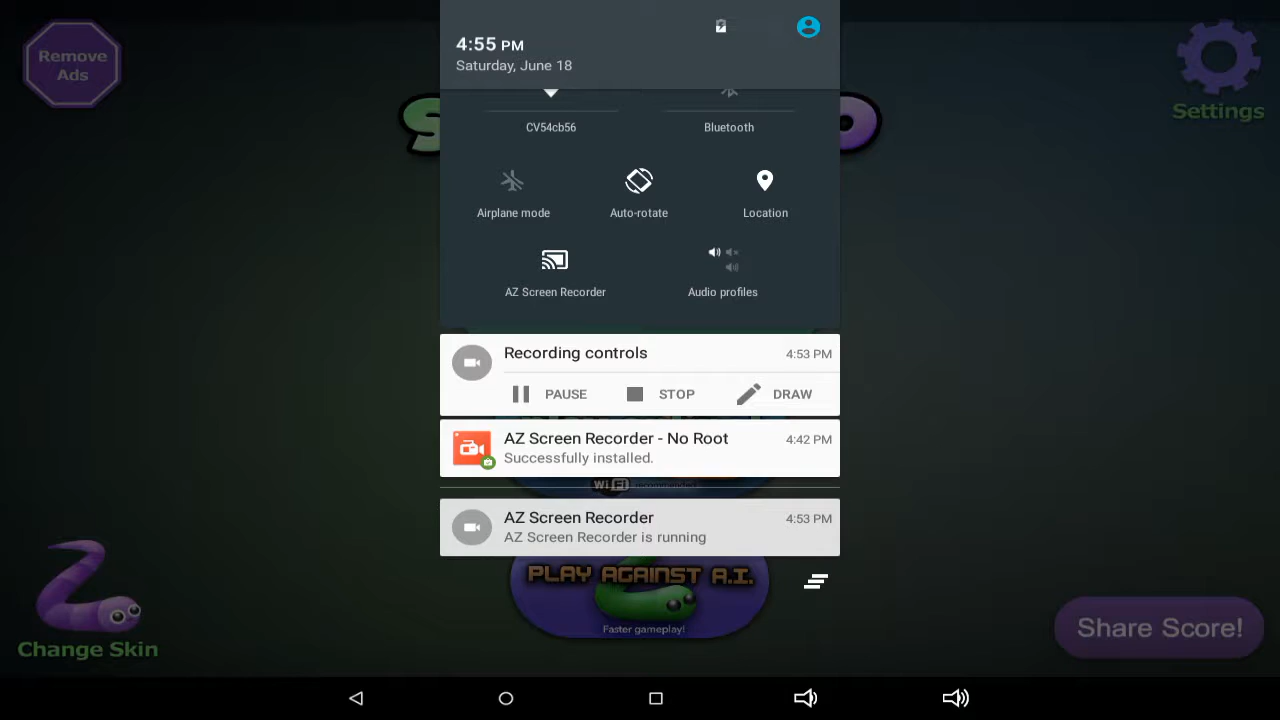 Remove
Ads
4:55 PM
Saturday, June 18
Settings
CV54cb56
Bluetooth
Airplane mode
Auto-rotate
Location
AZ Screen Recorder
Audio profiles
Recording controls
4:53 PM
PAUSE
STOP
DRAW
AZ Screen Recorder - No Root
4:42 PM
Successfully installed.
WiFi
AZ Screen Recorder
4:53 PM
AZ Screen Recorder is running
PLAY AGAINST A.I.
Faster gameplay!
Change Skin
Share Score!